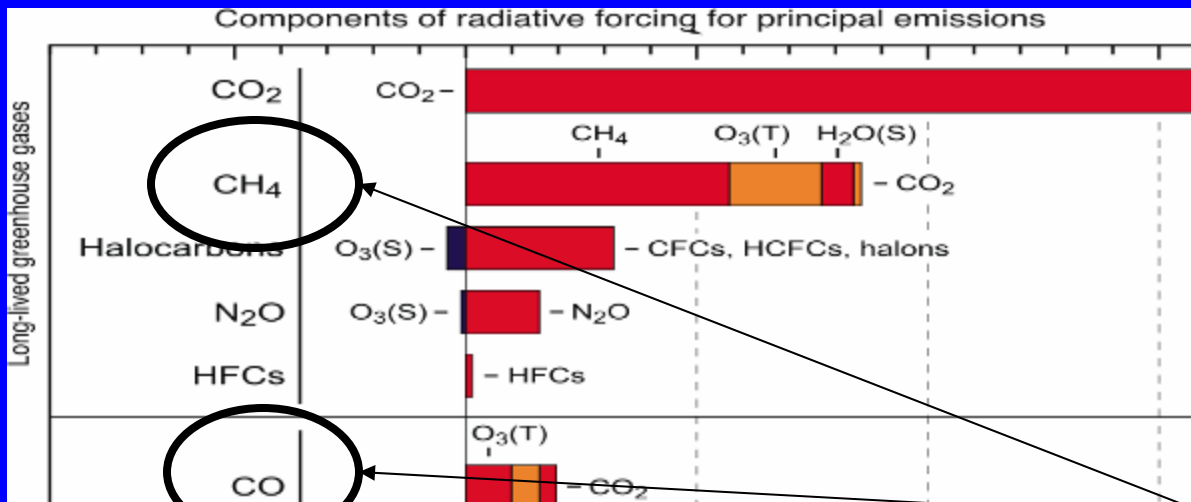 Components of radiative forcing for principal emissions
Long-lived greenhouse gases
CO₂
CO₂–
CH₄ O₃(T) H₂O(S)
CH₄
– CO₂
Halocarbons
O₃(S) –
– CFCs, HCFCs, halons
N₂O
O₃(S) –
– N₂O
HFCs
– HFCs
O₃(T)
CO
– CO₂